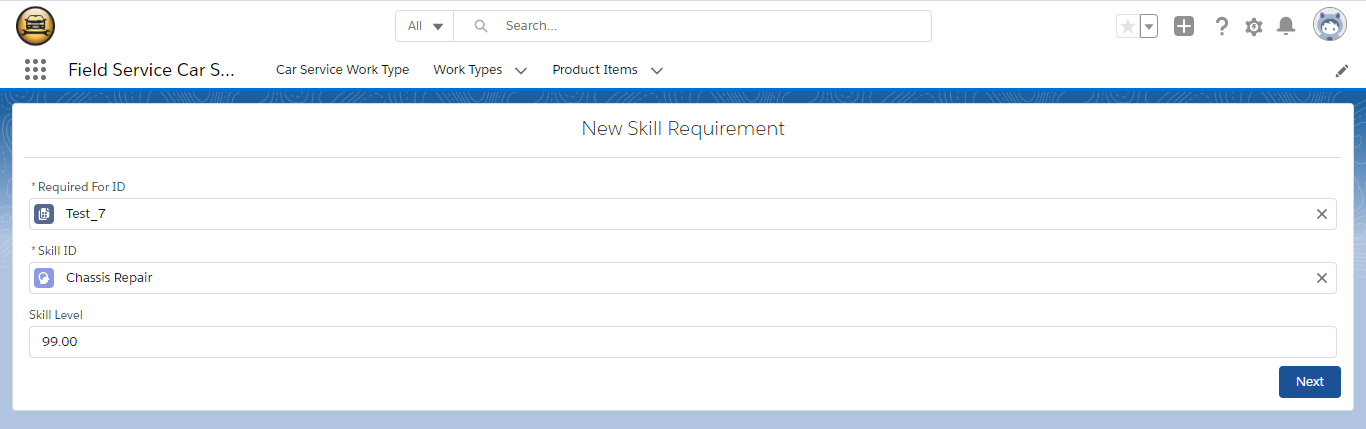 All
Search...
Field Service Car S...
Car Service Work Type
Work Types
Product Items
New Skill Requirement
* Required For ID
Test_7
* Skill ID
Chassis Repair
Skill Level
99.00
Next